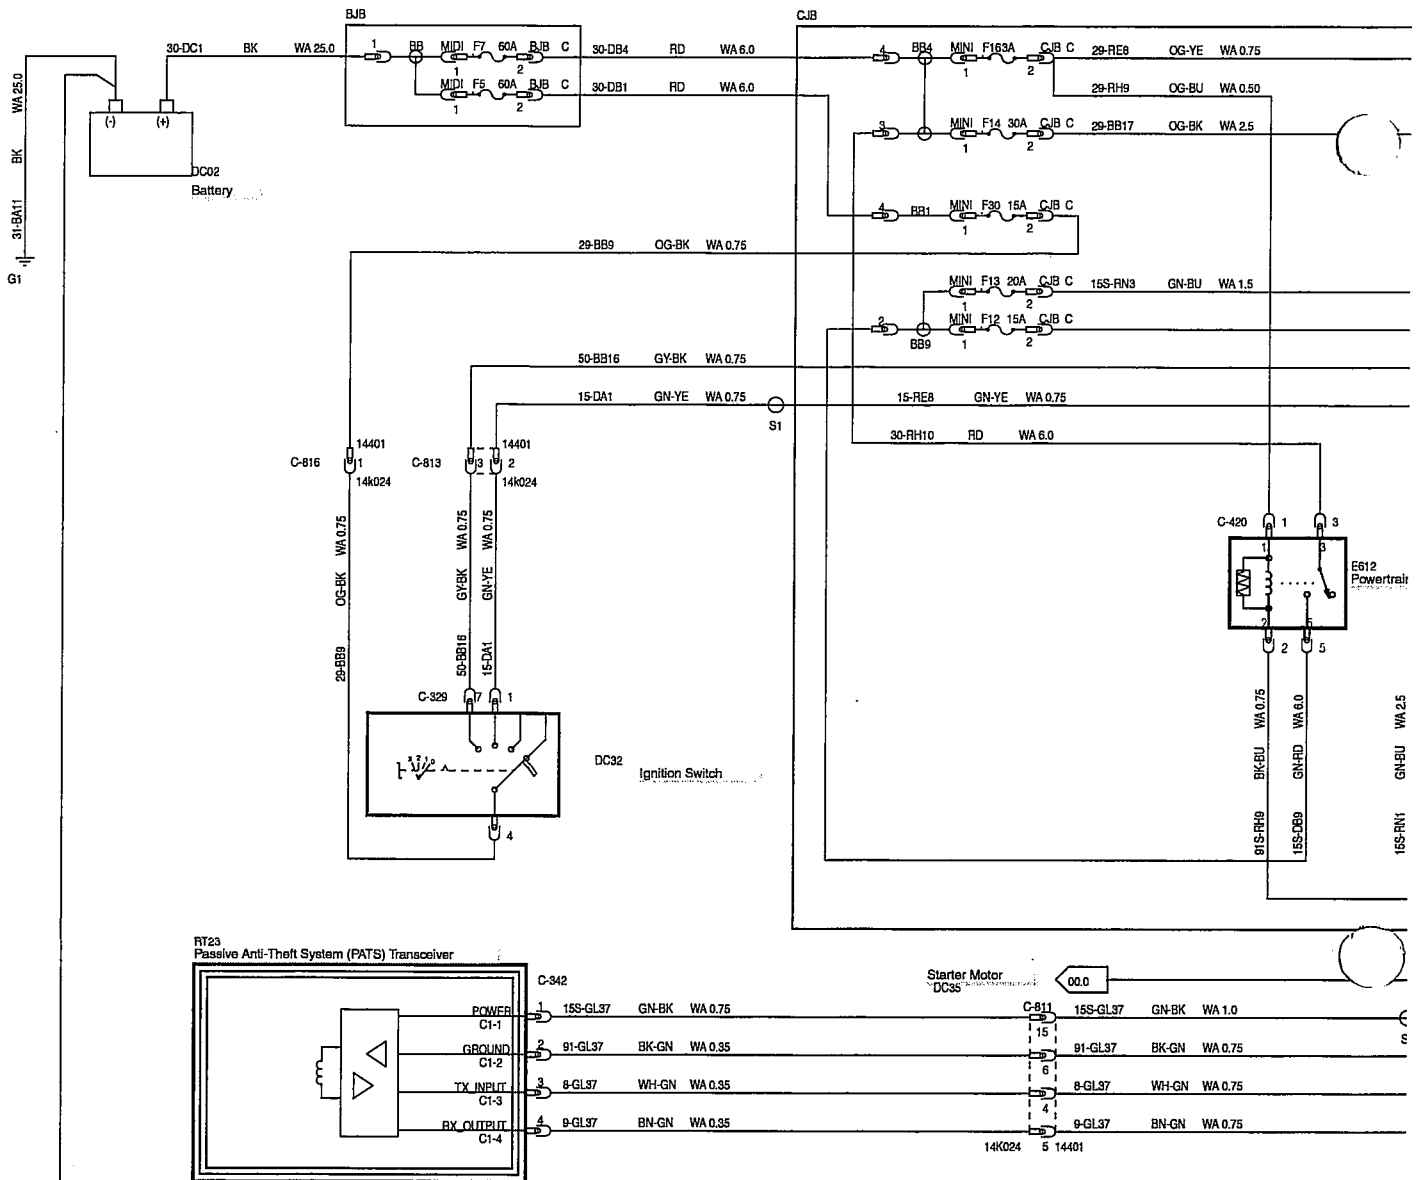 BJB
CJB
30-DC1 BK WA 25.0
1 BB MIDI F7 60A BJB C
1 2
30-DB4 RD WA 6.0
4 BB4 MINI F16 3A CJB C
1 2
29-RE8 OG-YE WA 0.75
MIDI F5 60A BJB C
1 2
30-DB1 RD WA 6.0
29-RH9 OG-BU WA 0.50
3 MINI F14 30A CJB C
1 2
29-BB17 OG-BK WA 2.5
(-) (+)
DC02
Battery
31-BA11 BK WA 25.0
G1
4 BB1 MINI F30 15A CJB C
1 2
29-BB9 OG-BK WA 0.75
MINI F13 20A CJB C
1 2
15S-RN3 GN-BU WA 1.5
2 BB9 MINI F12 15A CJB C
1 2
50-BB16 GY-BK WA 0.75
15-DA1 GN-YE WA 0.75
S1
15-RE8 GN-YE WA 0.75
30-RH10 RD WA 6.0
C-816 1 14401
14k024
C-813 3 2 14401
14k024
29-BB9 OG-BK WA 0.75
50-BB16 GY-BK WA 0.75
15-DA1 GN-YE WA 0.75
C-420 1 3
1 3
E612
Powertrain
2 5
2 5
91S-RH9 BK-BU WA 0.75
15S-DB9 GN-RD WA 6.0
15S-RN1 GN-BU WA 2.5
C-329 7 1
3 2 1 0
DC32
Ignition Switch
4
RT23
Passive Anti-Theft System (PATS) Transceiver
C-342
Starter Motor
DC35
00.0
C-811
POWER
C1-1
1 15S-GL37 GN-BK WA 0.75
15
15S-GL37 GN-BK WA 1.0
S
GROUND
C1-2
2 91-GL37 BK-GN WA 0.35
6
91-GL37 BK-GN WA 0.75
TX_INPUT
C1-3
3 8-GL37 WH-GN WA 0.35
4
8-GL37 WH-GN WA 0.75
RX_OUTPUT
C1-4
4 9-GL37 BN-GN WA 0.35
9-GL37 BN-GN WA 0.75
14K024 5 14401